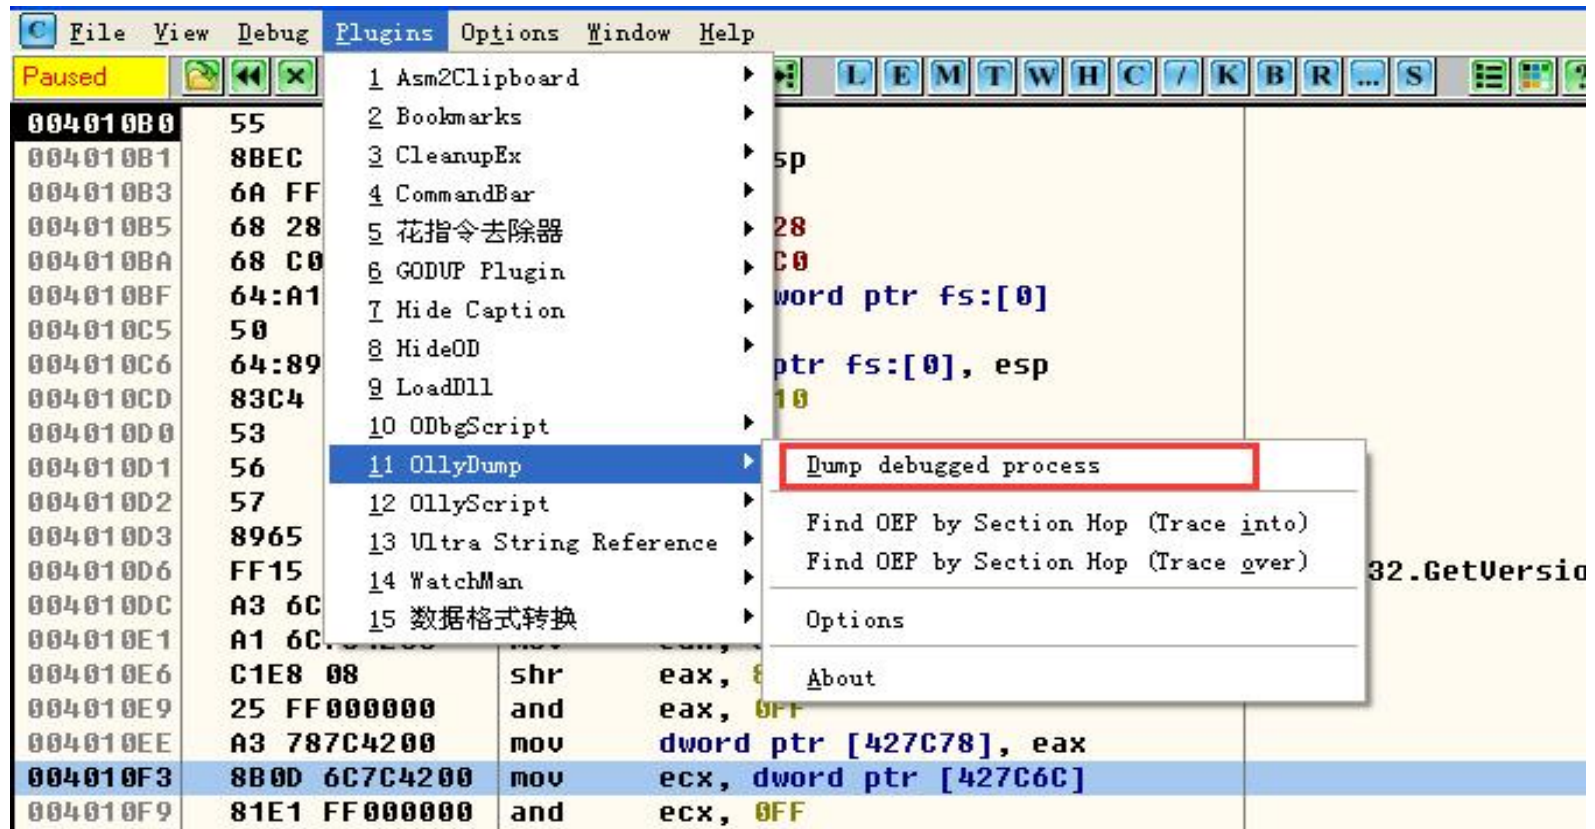 C File View Debug Plugins Options Window Help
Paused L E M T W H C / K B R ... S ?
1 Asm2Clipboard
004010B0 55 2 Bookmarks
004010B1 8BEC 3 CleanupEx sp
004010B3 6A FF 4 CommandBar
004010B5 68 28 5 花指令去除器 28
004010BA 68 C0 6 GODUP Plugin C0
004010BF 64:A1 7 Hide Caption word ptr fs:[0]
004010C5 50 8 HideOD
004010C6 64:89 9 LoadDll ptr fs:[0], esp
004010CD 83C4 10
004010D0 53 10 ODbgScript
004010D1 56 11 OllyDump Dump debugged process
004010D2 57 12 OllyScript Find OEP by Section Hop (Trace into)
004010D3 8965 13 Ultra String Reference Find OEP by Section Hop (Trace over)
004010D6 FF15 14 WatchMan 32.GetVersio
004010DC A3 6C 15 数据格式转换 Options
004010E1 A1 6C
004010E6 C1E8 08 shr eax, About
004010E9 25 FF000000 and eax, 0FF
004010EE A3 787C4200 mov dword ptr [427C78], eax
004010F3 8B0D 6C7C4200 mov ecx, dword ptr [427C6C]
004010F9 81E1 FF000000 and ecx, 0FF